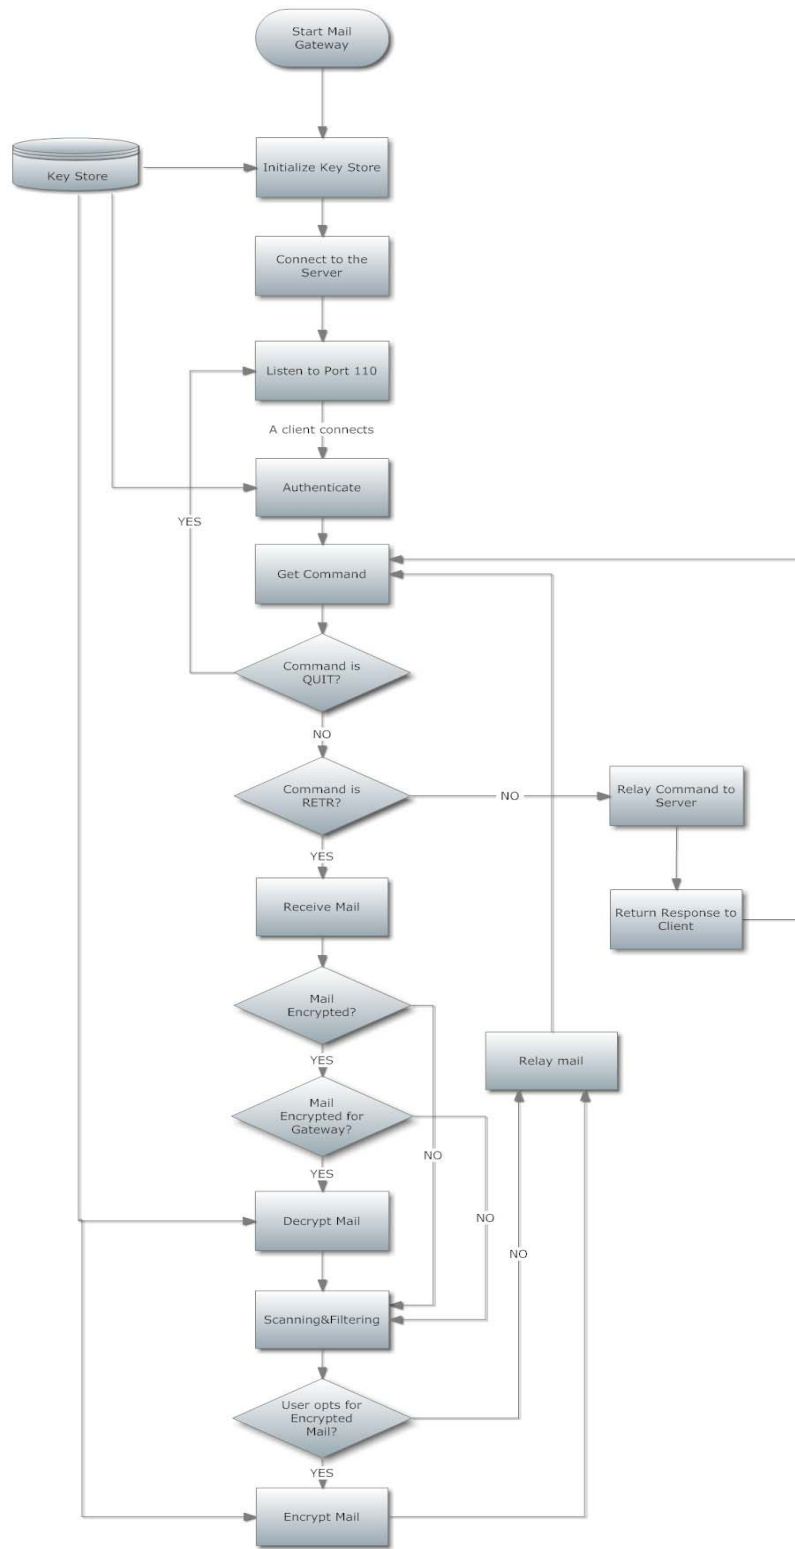 Start Mail
Gateway
Key Store
Initialize Key Store
Connect to the
Server
Listen to Port 110
A client connects
Authenticate
YES
Get Command
Command is
QUIT?
NO
Command is
RETR?
NO
Relay Command to
Server
YES
Receive Mail
Return Response to
Client
Mail
Encrypted?
YES
Relay mail
Mail
Encrypted for
Gateway?
NO
YES
Decrypt Mail
NO
NO
Scanning&Filtering
User opts for
Encrypted
Mail?
YES
Encrypt Mail